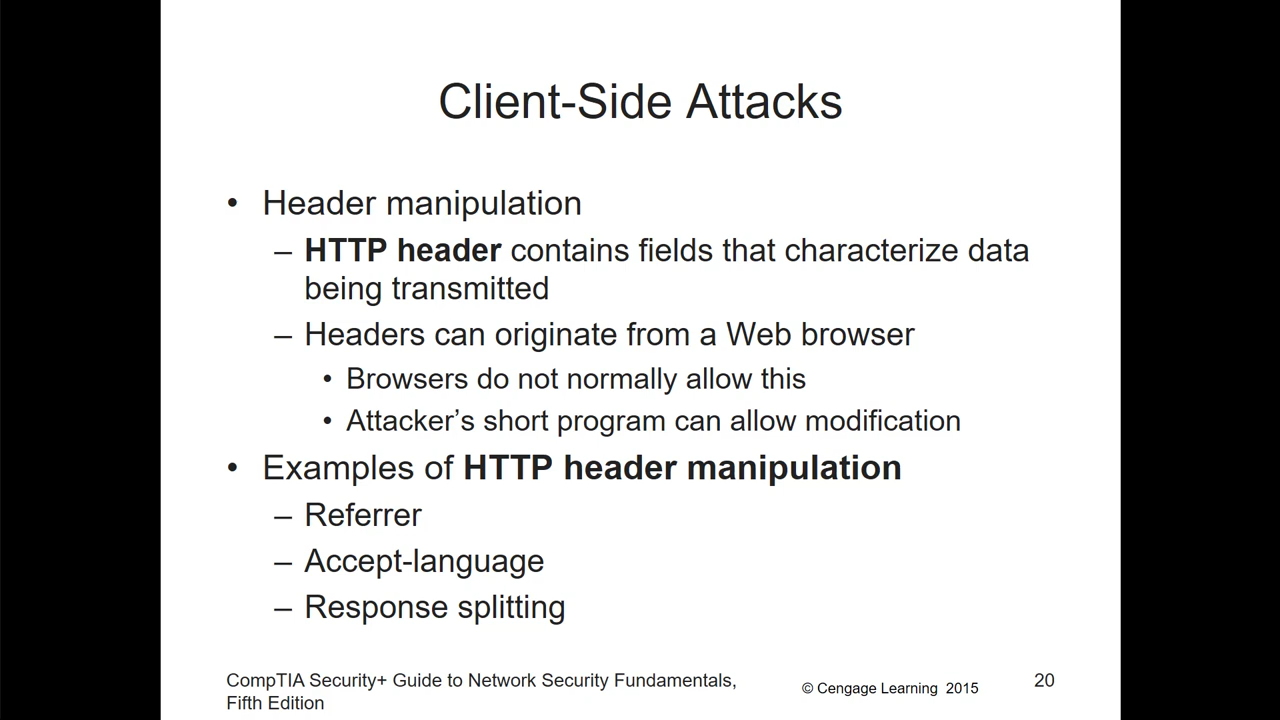 Client-Side Attacks
• Header manipulation
– HTTP header contains fields that characterize data
being transmitted
– Headers can originate from a Web browser
• Browsers do not normally allow this
• Attacker’s short program can allow modification
• Examples of HTTP header manipulation
– Referrer
– Accept-language
– Response splitting
CompTIA Security+ Guide to Network Security Fundamentals,
Fifth Edition
© Cengage Learning 2015
20